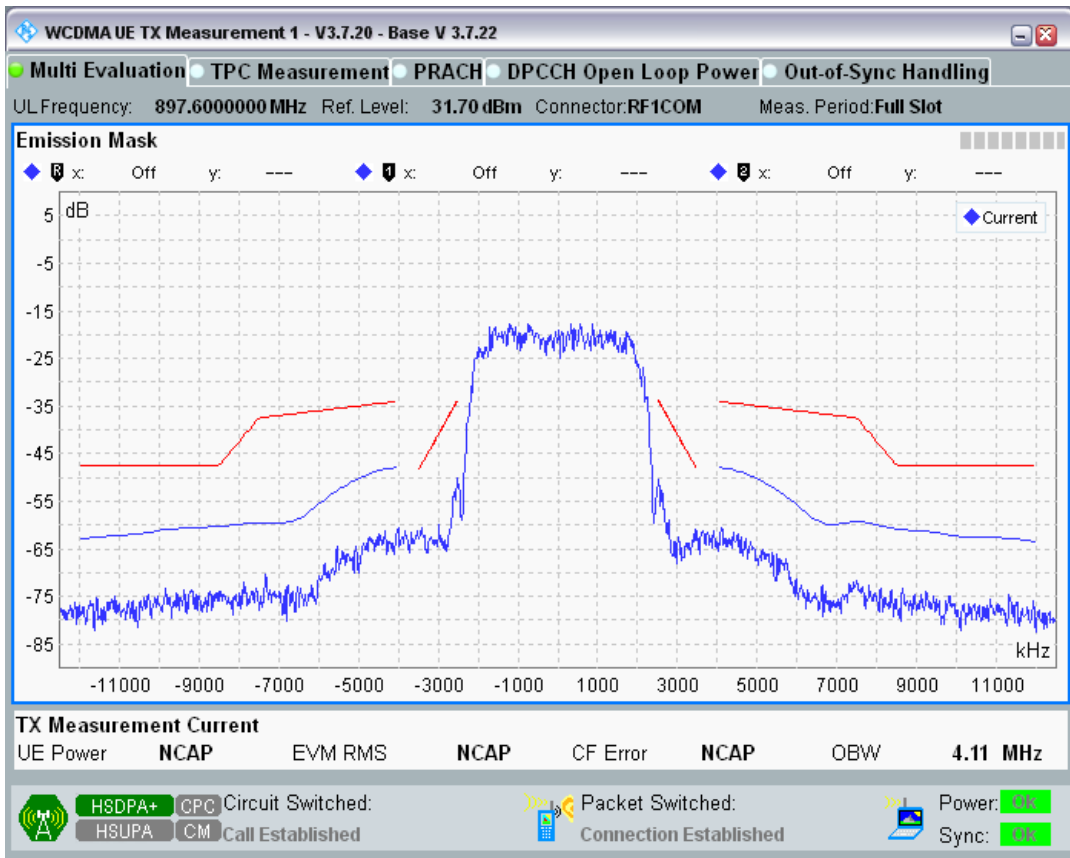 WCDMA UE TX Measurement 1 - V3.7.20 - Base V 3.7.22
Multi Evaluation TPC Measurement PRACH DPCCH Open Loop Power Out-of-Sync Handling
UL Frequency: 897.6000000 MHz Ref. Level: 31.70 dBm Connector:RF1COM Meas. Period:Full Slot
Emission Mask
R x: Off y: --- 1 x: Off y: --- 2 x: Off y: ---
dB
Current
5
-5
-15
-25
-35
-45
-55
-65
-75
-85
kHz
-11000 -9000 -7000 -5000 -3000 -1000 1000 3000 5000 7000 9000 11000
TX Measurement Current
UE Power NCAP EVM RMS NCAP CF Error NCAP OBW 4.11 MHz
HSDPA+ CPC Circuit Switched: Packet Switched: Power: Ok
HSUPA CM Call Established Connection Established Sync: Ok